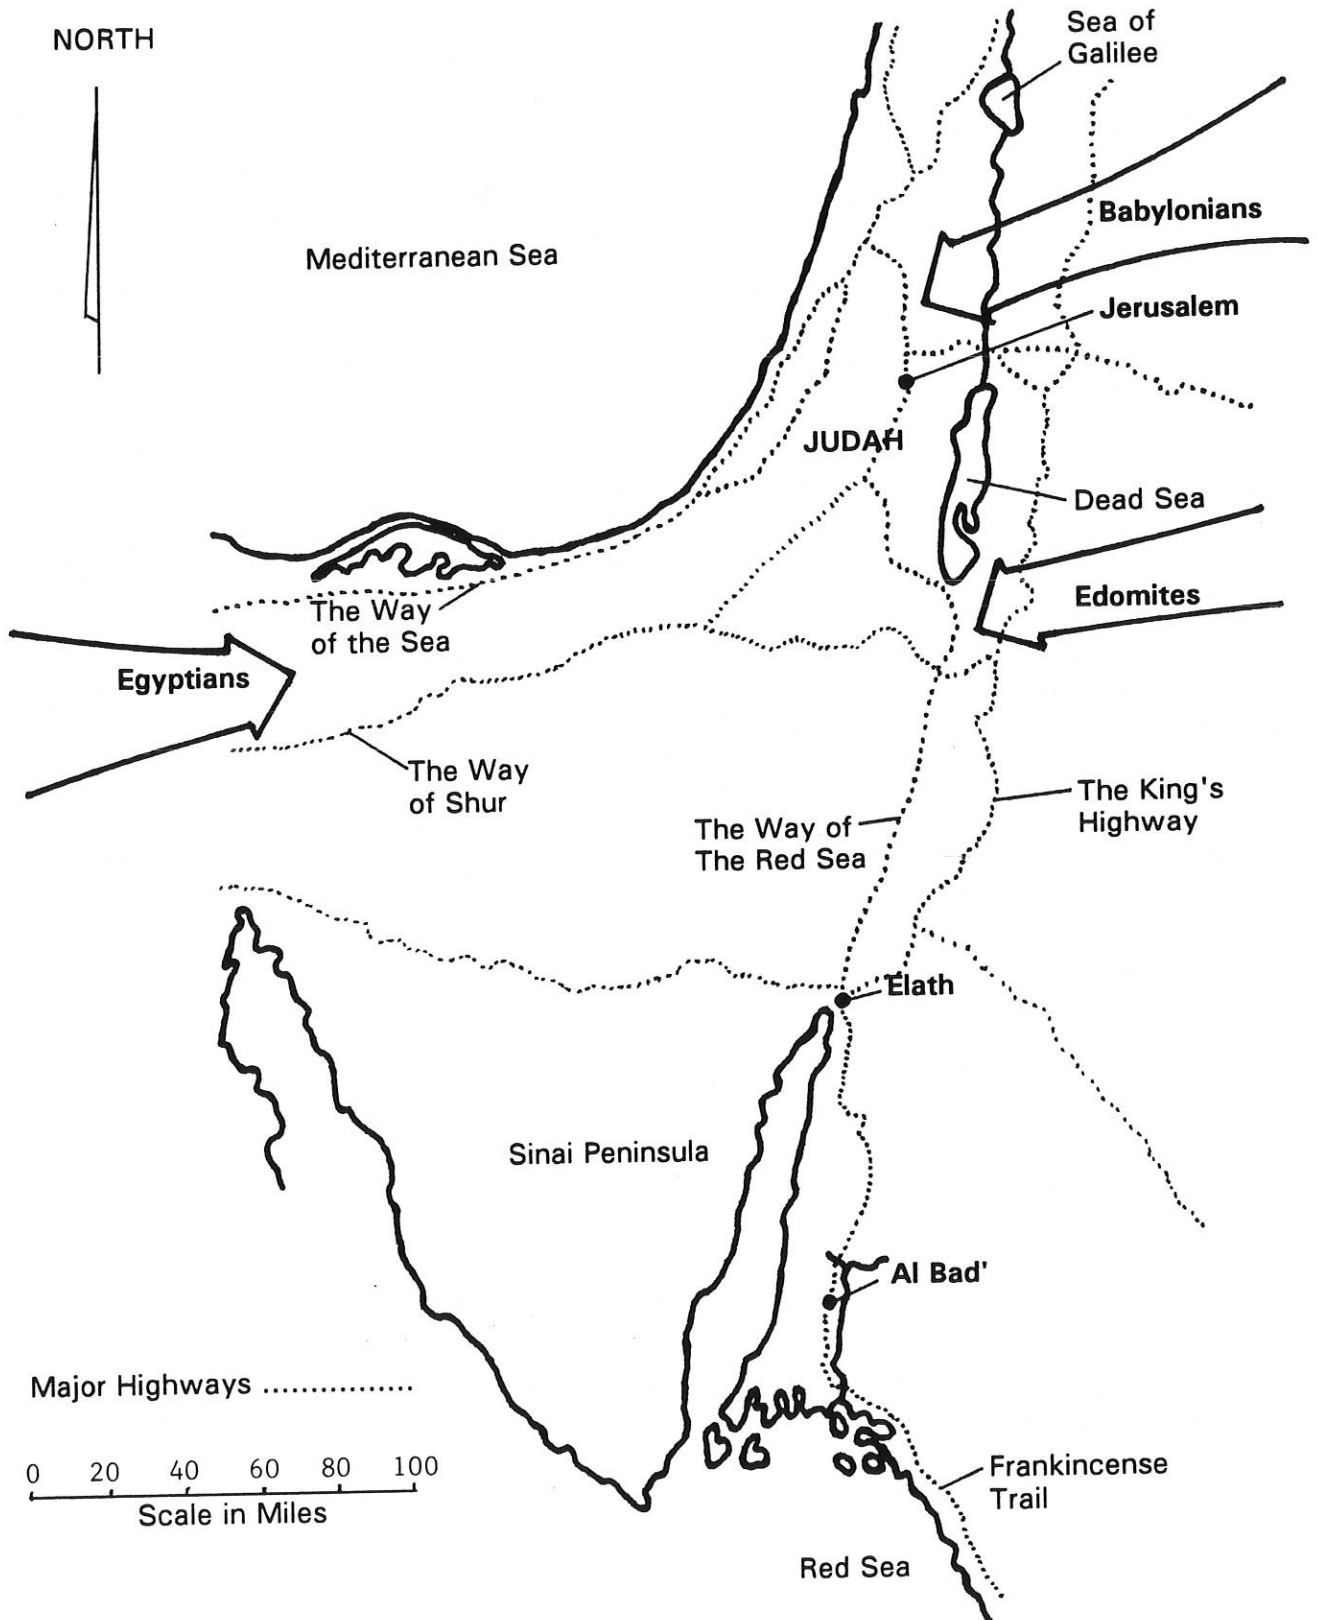 NORTH
Sea of
Galilee
Babylonians
Mediterranean Sea
Jerusalem
JUDAH
Dead Sea
Edomites
The Way
of the Sea
Egyptians
The Way
of Shur
The King's
Highway
The Way of
The Red Sea
Elath
Sinai Peninsula
Al Bad'
Major Highways
0 20 40 60 80 100
Scale in Miles
Frankincense
Trail
Red Sea